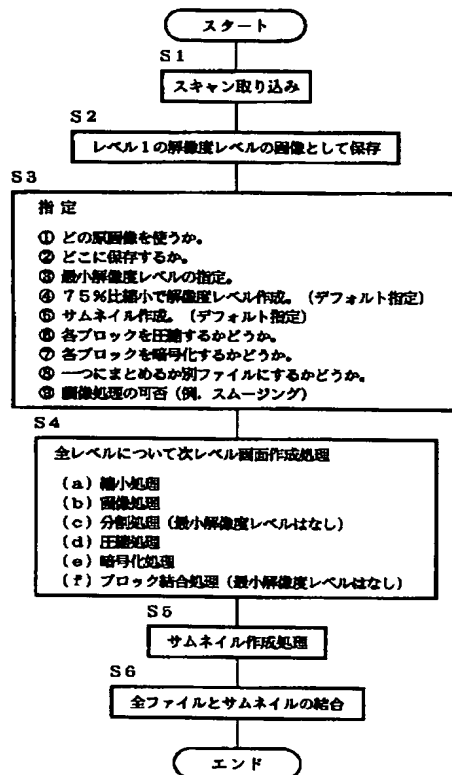 スタート
S1
スキャン取り込み
S2
レベル1の解像度レベルの画像として保存
S3
指定
① どの原画像を使うか。
② どこに保存するか。
③ 最小解像度レベルの指定。
④ 75%比縮小で解像度レベル作成。(デフォルト指定)
⑤ サムネイル作成。(デフォルト指定)
⑥ 各ブロックを圧縮するかどうか。
⑦ 各ブロックを暗号化するかどうか。
⑧ 一つにまとめるか別ファイルにするかどうか。
⑨ 画像処理の可否(例.スムージング)
S4
全レベルについて次レベル画面作成処理
(a) 縮小処理
(b) 画像処理
(c) 分割処理(最小解像度レベルはなし)
(d) 圧縮処理
(e) 暗号化処理
(f) ブロック結合処理(最小解像度レベルはなし)
S5
サムネイル作成処理
S6
全ファイルとサムネイルの結合
エンド